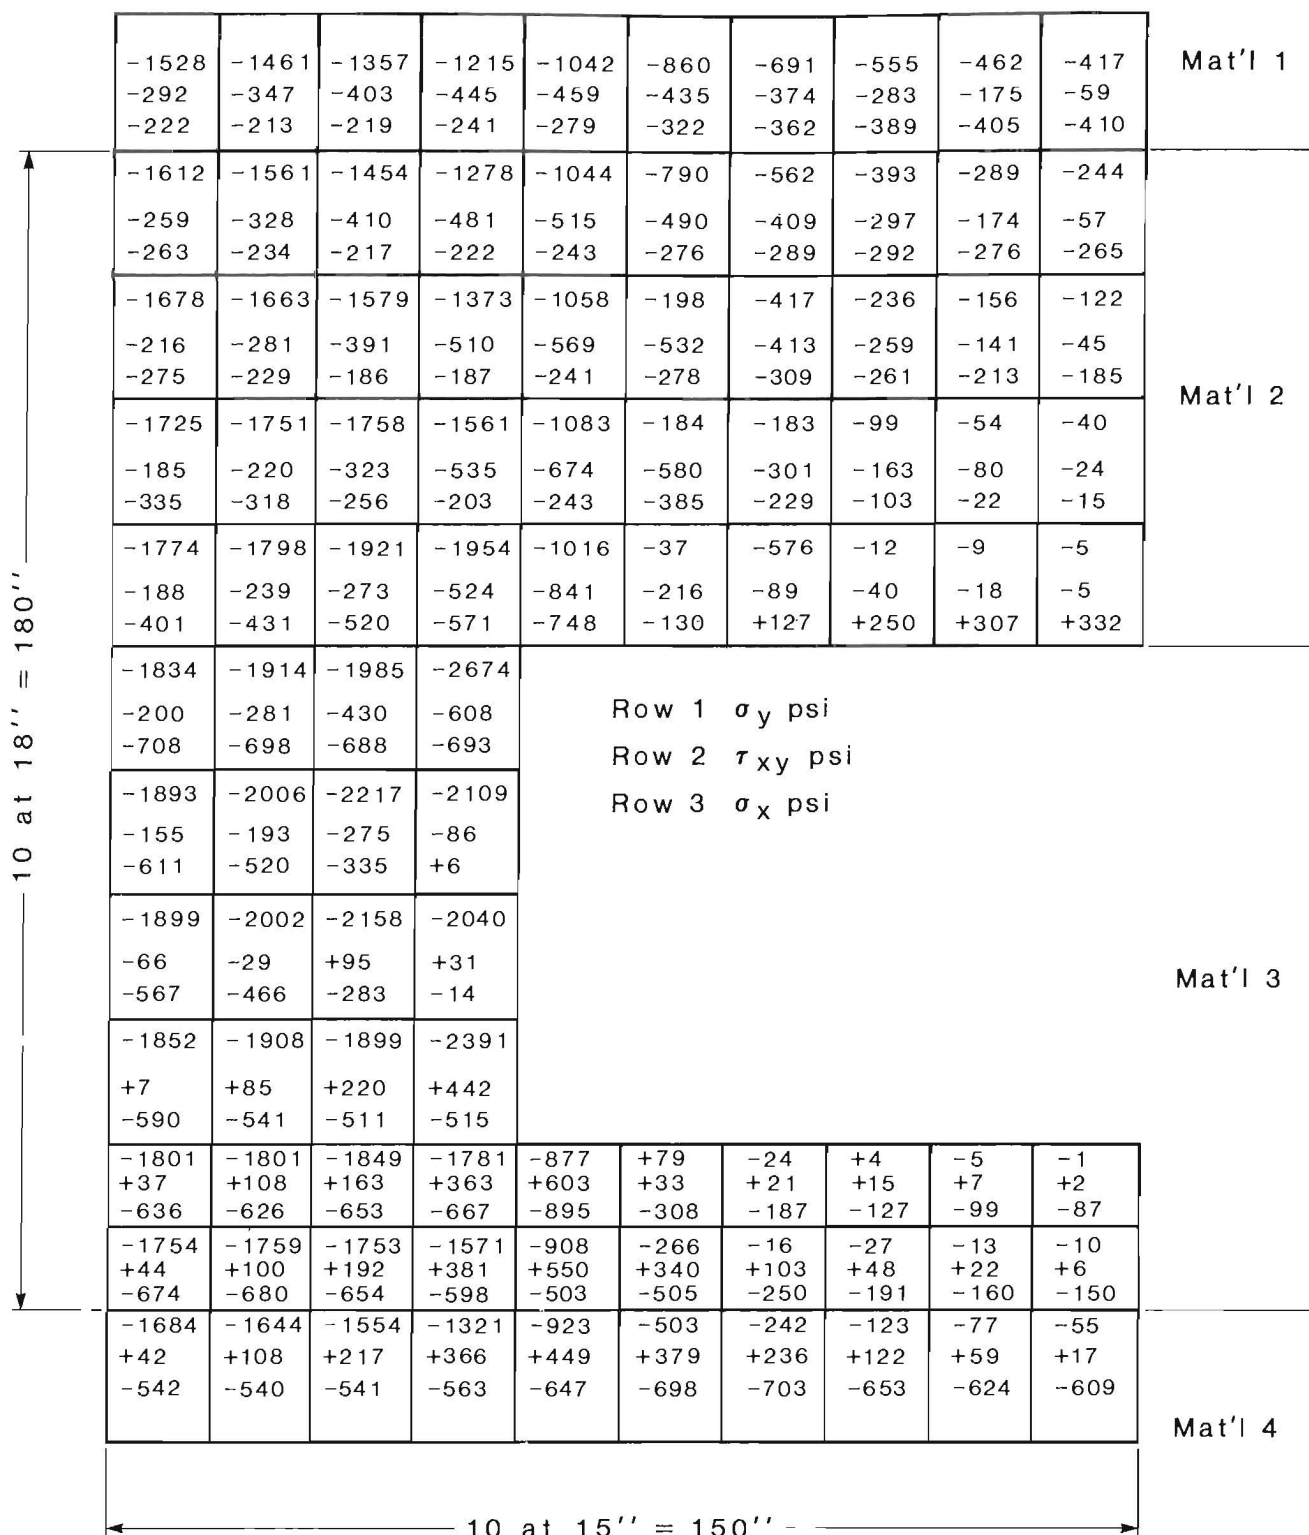 -1528 -1461 -1357 -1215 -1042 -860 -691 -555 -462 -417 Mat'l 1
-292 -347 -403 -445 -459 -435 -374 -283 -175 -59
-222 -213 -219 -241 -279 -322 -362 -389 -405 -410
-1612 -1561 -1454 -1278 -1044 -790 -562 -393 -289 -244
-259 -328 -410 -481 -515 -490 -409 -297 -174 -57
-263 -234 -217 -222 -243 -276 -289 -292 -276 -265
-1678 -1663 -1579 -1373 -1058 -198 -417 -236 -156 -122
-216 -281 -391 -510 -569 -532 -413 -259 -141 -45
-275 -229 -186 -187 -241 -278 -309 -261 -213 -185
Mat'l 2
-1725 -1751 -1758 -1561 -1083 -184 -183 -99 -54 -40
-185 -220 -323 -535 -674 -580 -301 -163 -80 -24
-335 -318 -256 -203 -243 -385 -229 -103 -22 -15
-1774 -1798 -1921 -1954 -1016 -37 -576 -12 -9 -5
-188 -239 -273 -524 -841 -216 -89 -40 -18 -5
-401 -431 -520 -571 -748 -130 +127 +250 +307 +332
10 at 18'' = 180''
-1834 -1914 -1985 -2674
-200 -281 -430 -608
-708 -698 -688 -693
Row 1 σy psi
Row 2 τxy psi
Row 3 σx psi
-1893 -2006 -2217 -2109
-155 -193 -275 -86
-611 -520 -335 +6
-1899 -2002 -2158 -2040
-66 -29 +95 +31
-567 -466 -283 -14
Mat'l 3
-1852 -1908 -1899 -2391
+7 +85 +220 +442
-590 -541 -511 -515
-1801 -1801 -1849 -1781 -877 +79 -24 +4 -5 -1
+37 +108 +163 +363 +603 +33 +21 +15 +7 +2
-636 -626 -653 -667 -895 -308 -187 -127 -99 -87
-1754 -1759 -1753 -1571 -908 -266 -16 -27 -13 -10
+44 +100 +192 +381 +550 +340 +103 +48 +22 +6
-674 -680 -654 -598 -503 -505 -250 -191 -160 -150
-1684 -1644 -1554 -1321 -923 -503 -242 -123 -77 -55
+42 +108 +217 +366 +449 +379 +236 +122 +59 +17
-542 -540 -541 -563 -647 -698 -703 -653 -624 -609
Mat'l 4
10 at 15'' = 150''